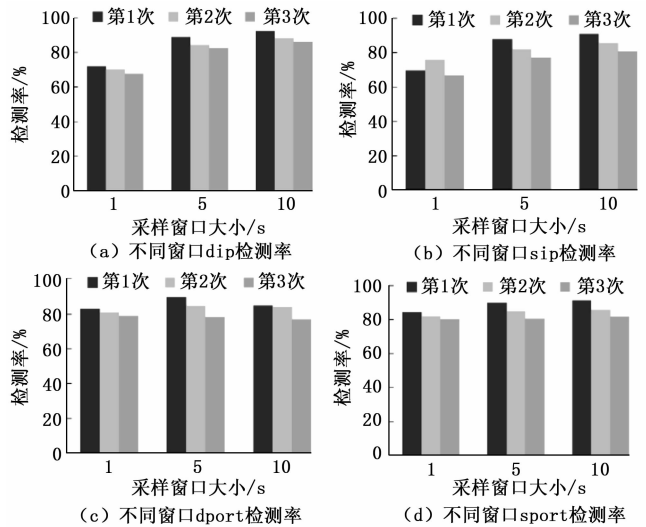 100
80
60
40
20
0
检测率/%
第1次 第2次 第3次
1 5 10
采样窗口大小/s
(a) 不同窗口dip检测率
100
80
60
40
20
0
检测率/%
第1次 第2次 第3次
1 5 10
采样窗口大小/s
(b) 不同窗口sip检测率
100
80
60
40
20
0
检测率/%
第1次 第2次 第3次
1 5 10
采样窗口大小/s
(c) 不同窗口dport检测率
100
80
60
40
20
0
检测率/%
第1次 第2次 第3次
1 5 10
采样窗口大小/s
(d) 不同窗口sport检测率